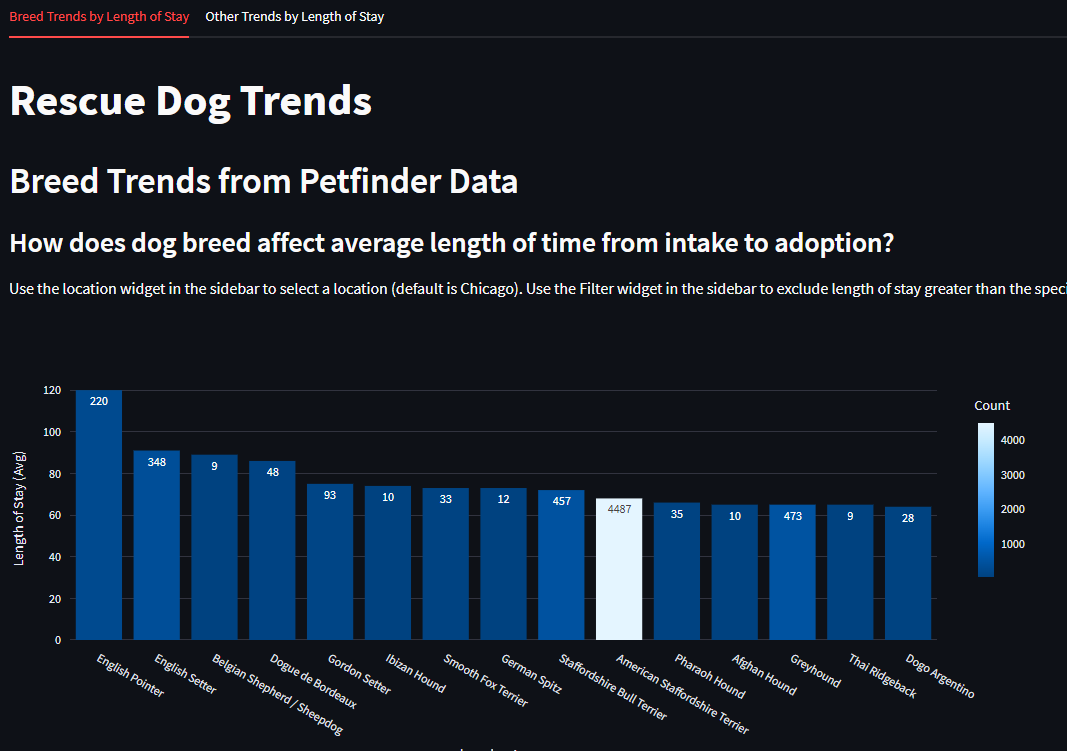 Breed Trends by Length of Stay
Other Trends by Length of Stay
Rescue Dog Trends
Breed Trends from Petfinder Data
How does dog breed affect average length of time from intake to adoption?
Use the location widget in the sidebar to select a location (default is Chicago). Use the Filter widget in the sidebar to exclude length of stay greater than the speci
Length of Stay (Avg)
120
100
80
60
40
20
0
220
348
9
48
93
10
33
12
457
4487
35
10
473
9
28
English Pointer
English Setter
Belgian Shepherd / Sheepdog
Dogue de Bordeaux
Gordon Setter
Ibizan Hound
Smooth Fox Terrier
German Spitz
Staffordshire Bull Terrier
American Staffordshire Terrier
Pharaoh Hound
Afghan Hound
Greyhound
Thai Ridgeback
Dogo Argentino
Count
4000
3000
2000
1000